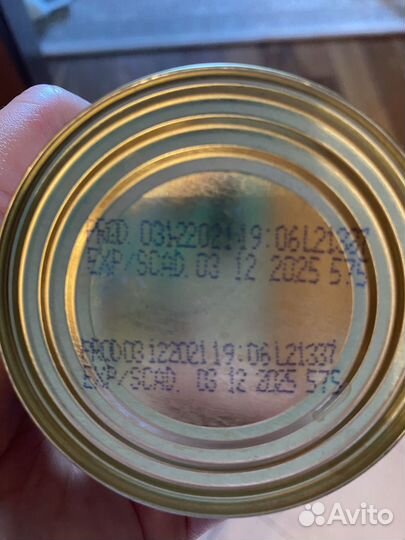 PROD. 03122021 19:06 L21337
EXP/SCAD. 03 12 2025 575
PROD 03122021 19:06 L21337
EXP/SCAD. 03 12 2025 575
Avito